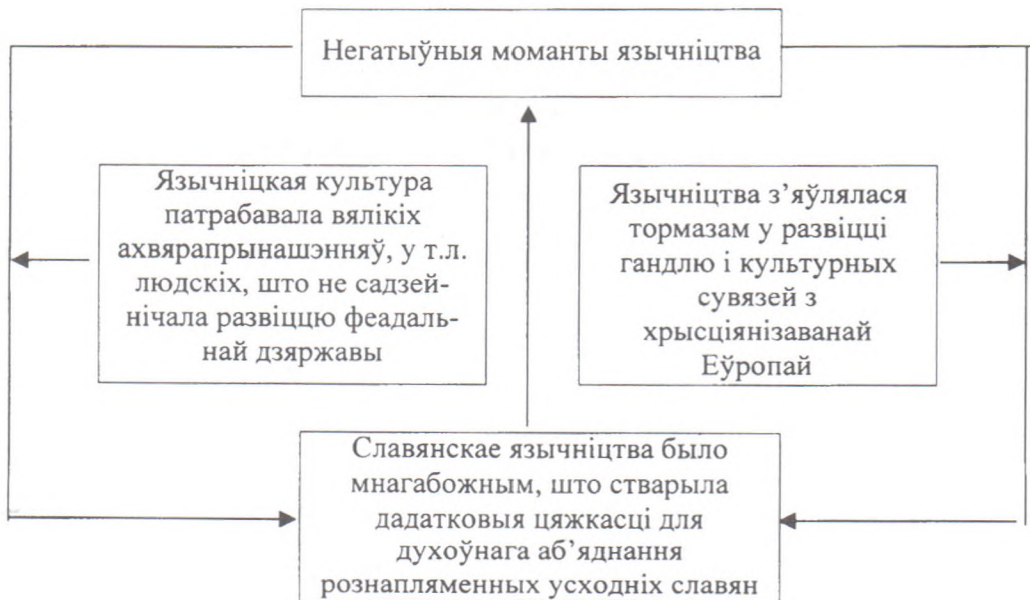 Негатыўныя моманты язычніцтва
Язычніцкая культура
патрабавала вялікіх
ахвярапрынашэнняў, у т.л.
людскіх, што не садзей-
нічала развіццю феадаль-
най дзяржавы
Язычніцтва з’яўлялася
тормазам у развіцці
гандлю і культурных
сувязей з
хрысціянізаванай
Еўропай
Славянскае язычніцтва было
мнагабожным, што стварыла
дадатковыя цяжкасці для
духоўнага аб’яднання
рознапляменных усходніх славян